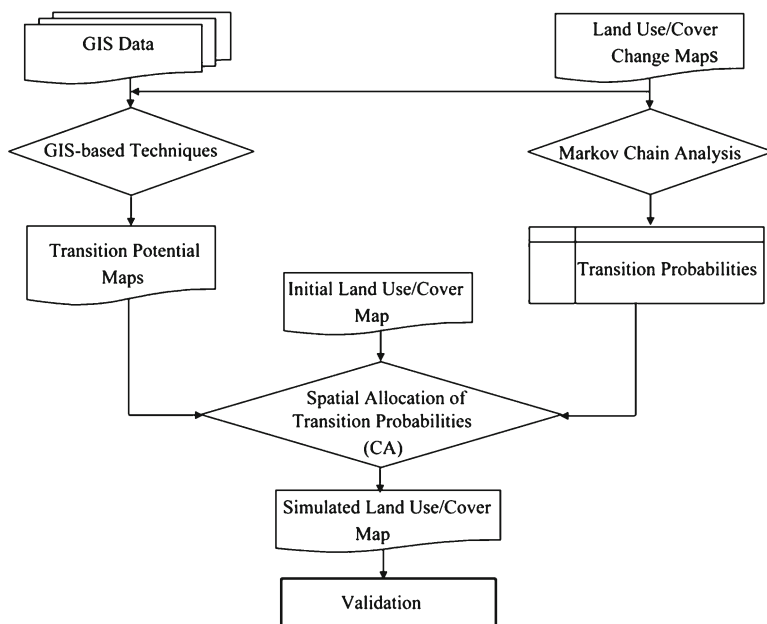 GIS Data
Land Use/Cover
Change Maps
GIS-based Techniques
Markov Chain Analysis
Transition Potential
Maps
Transition Probabilities
Initial Land Use/Cover
Map
Spatial Allocation of
Transition Probabilities
(CA)
Simulated Land Use/Cover
Map
Validation